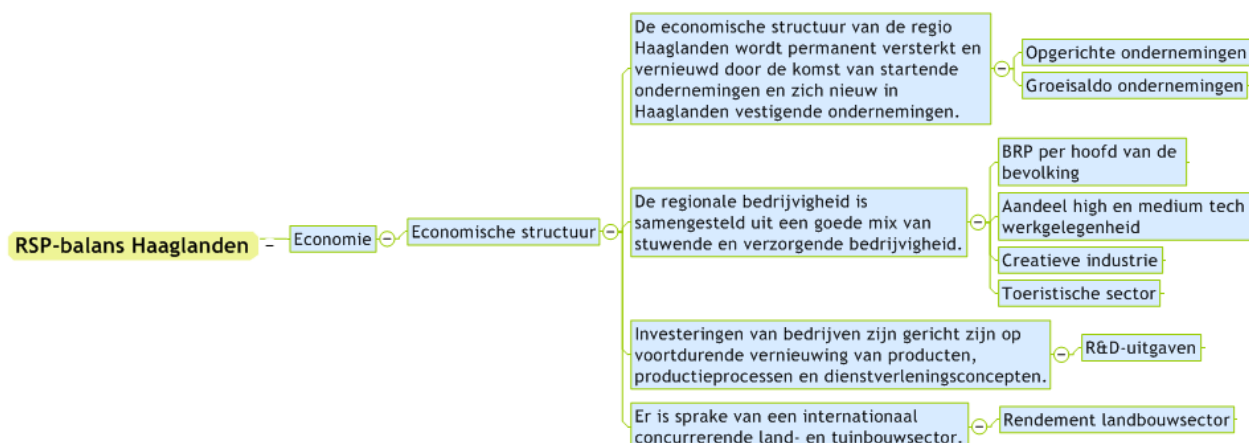 RSP-balans Haaglanden
Economie
Economische structuur
De economische structuur van de regio
Haaglanden wordt permanent versterkt en
vernieuwd door de komst van startende
ondernemingen en zich nieuw in
Haaglanden vestigende ondernemingen.
Opgerichte ondernemingen
Groeisaldo ondernemingen
De regionale bedrijvigheid is
samengesteld uit een goede mix van
stuwende en verzorgende bedrijvigheid.
BRP per hoofd van de
bevolking
Aandeel high en medium tech
werkgelegenheid
Creatieve industrie
Toeristische sector
Investeringen van bedrijven zijn gericht zijn op
voortdurende vernieuwing van producten,
productieprocessen en dienstverleningsconcepten.
R&D-uitgaven
Er is sprake van een internationaal
concurrerende land- en tuinbouwsector.
Rendement landbouwsector